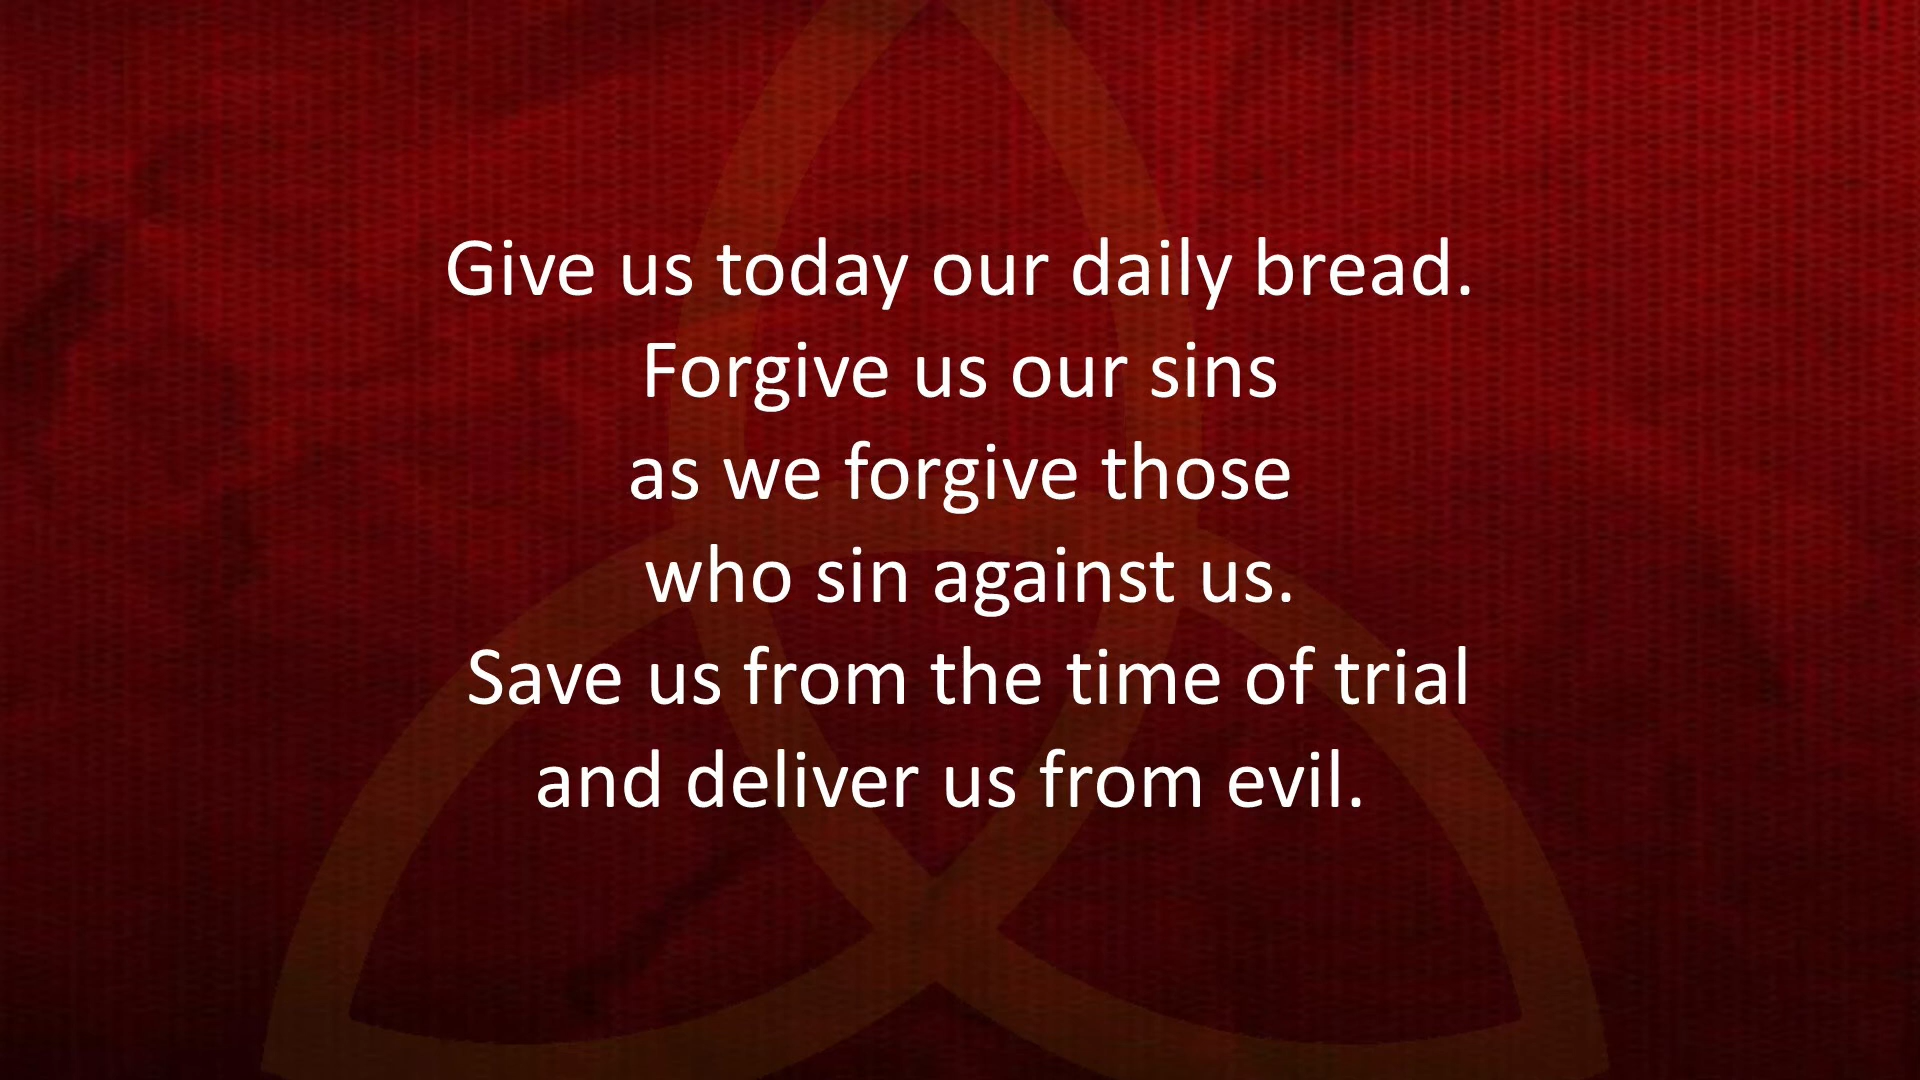 Give us today our daily bread.
Forgive us our sins
as we forgive those
who sin against us.
Save us from the time of trial
and deliver us from evil.